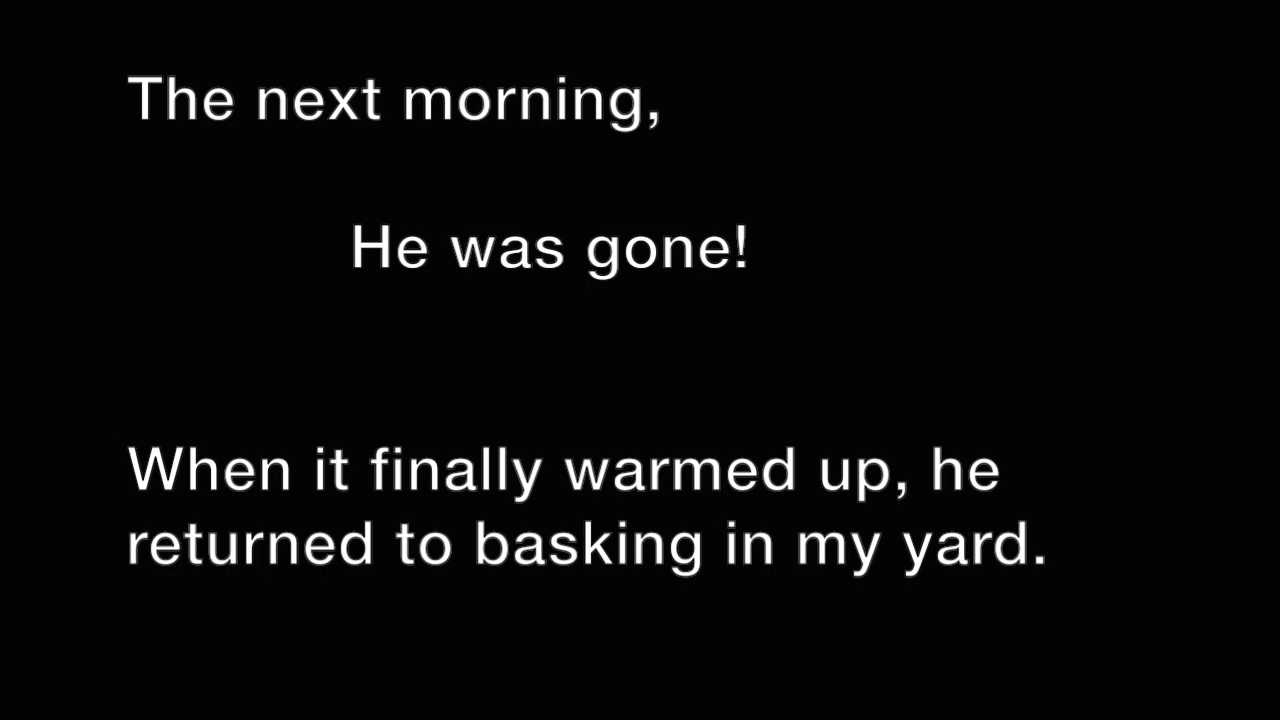 The next morning,
He was gone!
When it finally warmed up, he
returned to basking in my yard.